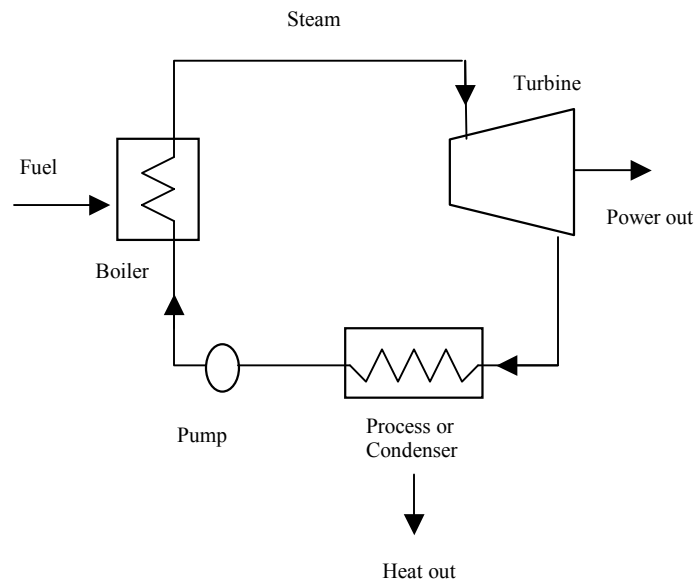 Steam
Turbine
Fuel
Power out
Boiler
Process or
Condenser
Pump
Heat out